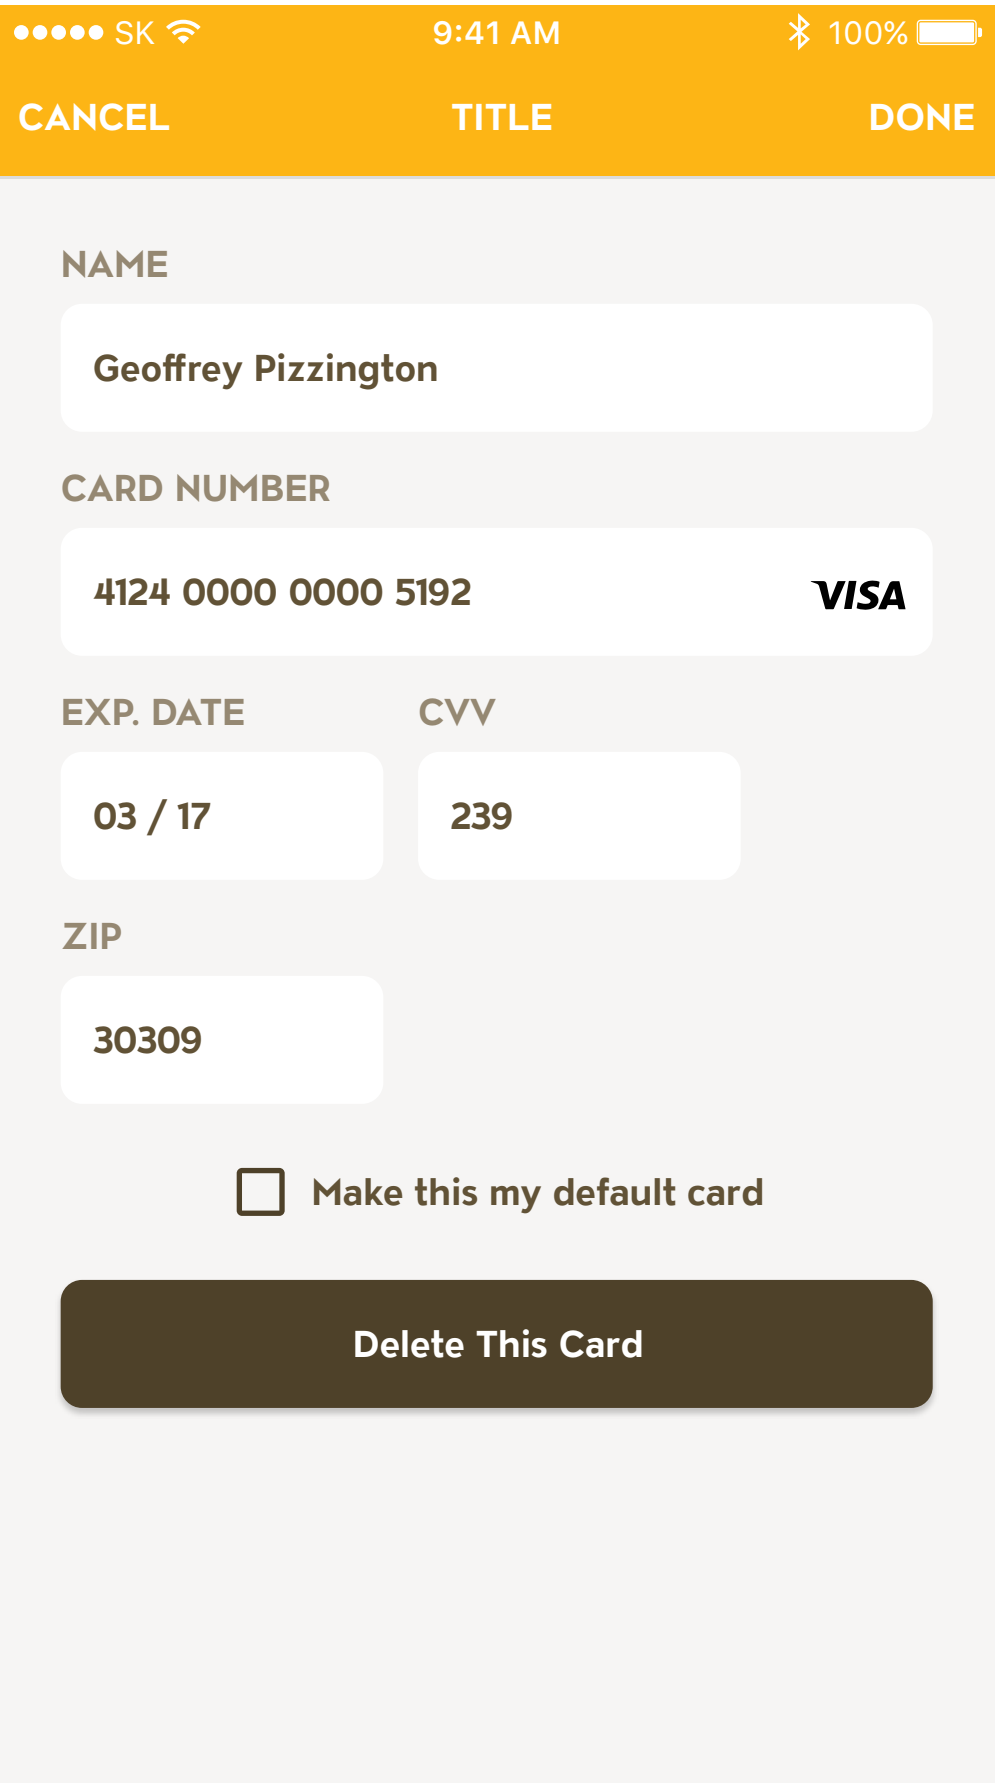 SK 9:41 AM 100%
CANCEL TITLE DONE
NAME
Geoffrey Pizzington
CARD NUMBER
4124 0000 0000 5192 VISA
EXP. DATE CVV
03 / 17 239
ZIP
30309
Make this my default card
Delete This Card